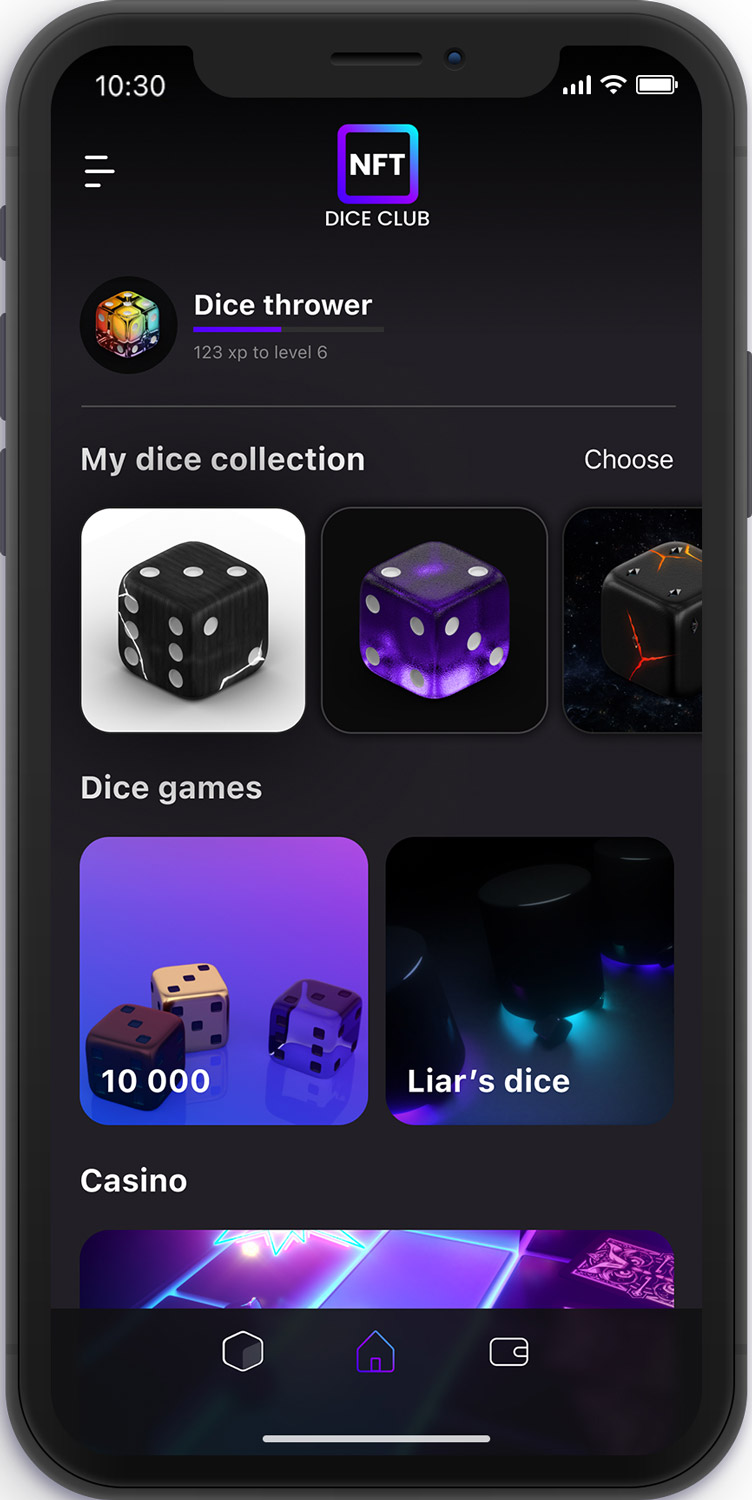 10:30
NFT
DICE CLUB
Dice thrower
123 xp to level 6
My dice collection
Choose
Dice games
10 000
Liar’s dice
Casino